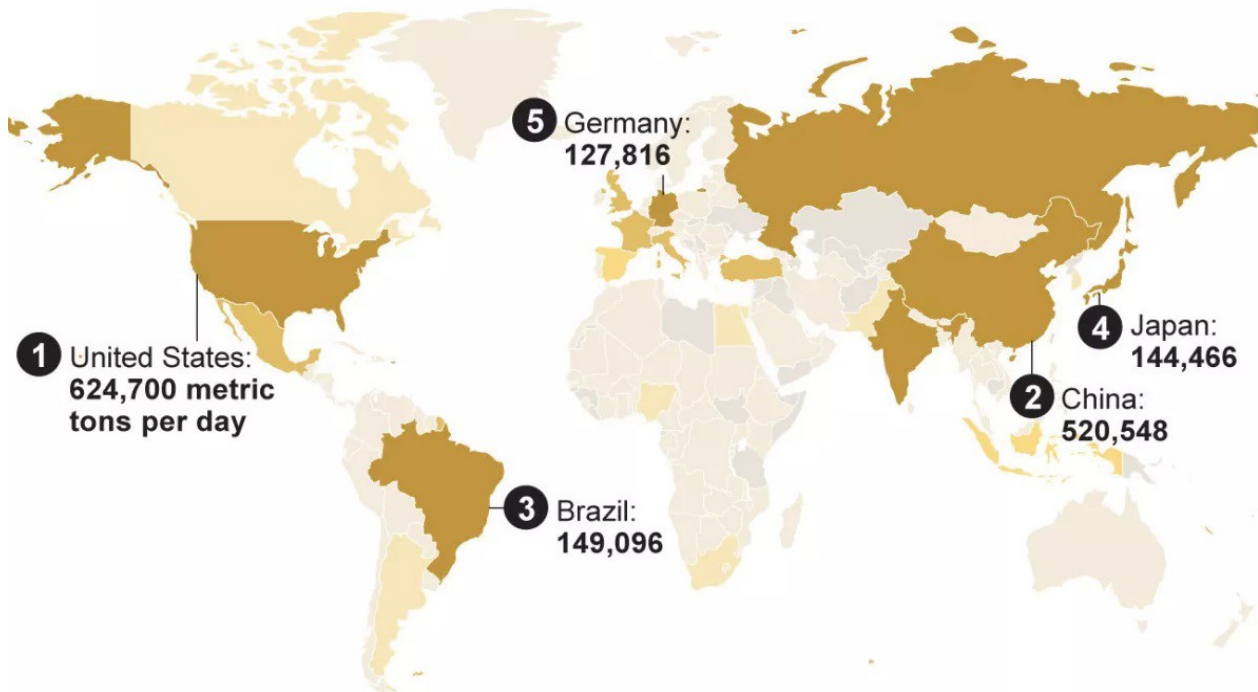 5 Germany:
127,816
1 United States:
624,700 metric
tons per day
4 Japan:
144,466
2 China:
520,548
3 Brazil:
149,096